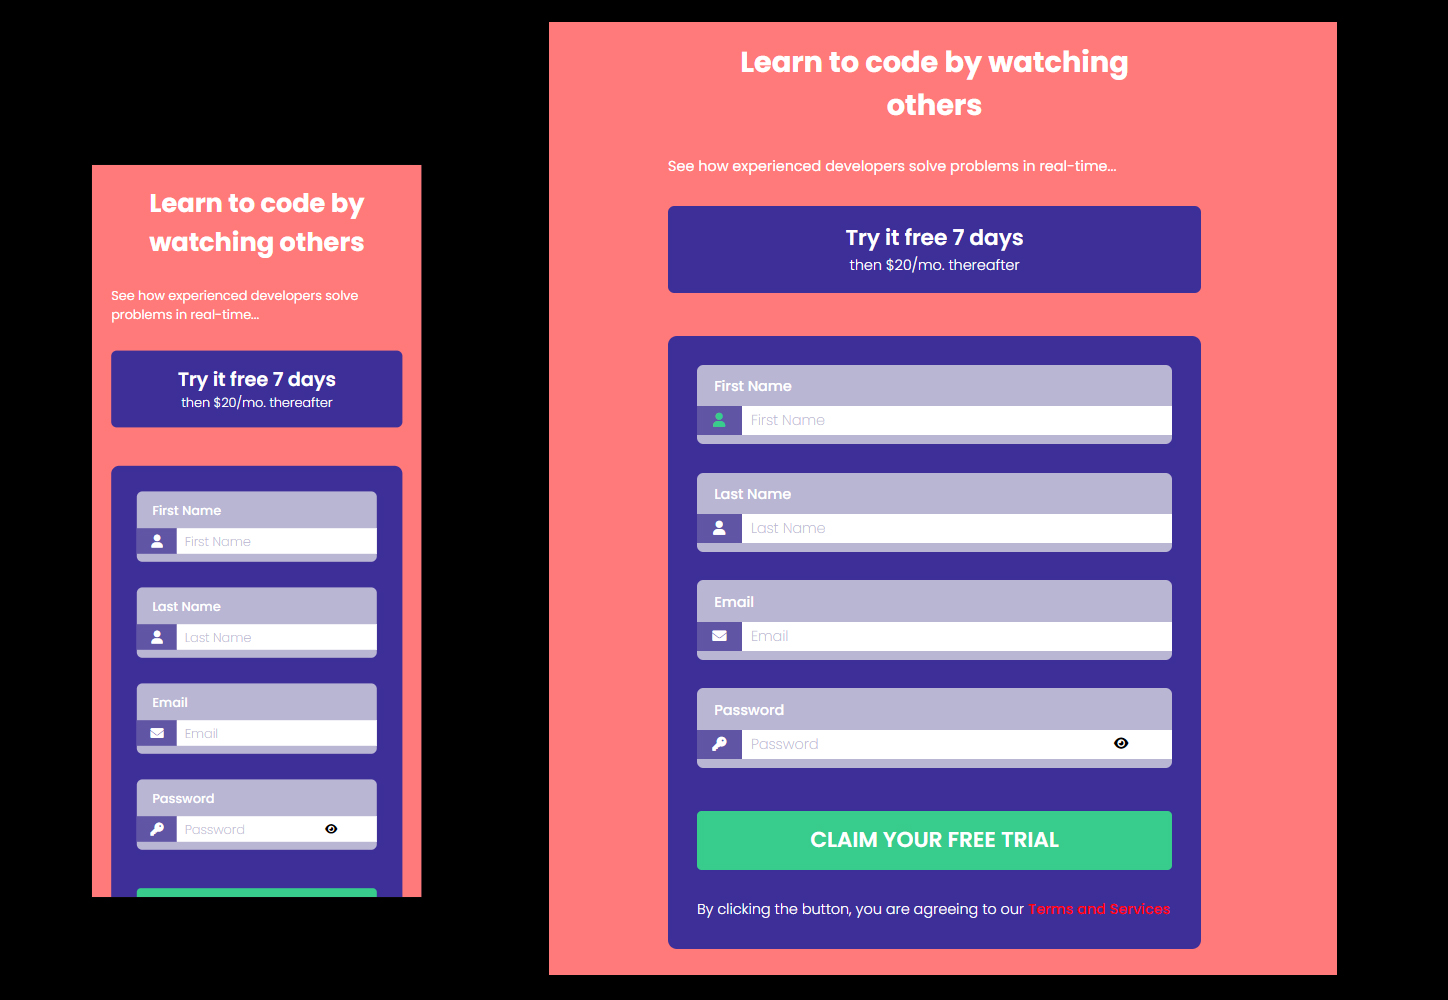 Learn to code by
watching others
See how experienced developers solve
problems in real-time...
Try it free 7 days
then $20/mo. thereafter
First Name
First Name
Last Name
Last Name
Email
Email
Password
Password
Learn to code by watching
others
See how experienced developers solve problems in real-time...
Try it free 7 days
then $20/mo. thereafter
First Name
First Name
Last Name
Last Name
Email
Email
Password
Password
CLAIM YOUR FREE TRIAL
By clicking the button, you are agreeing to our Terms and Services